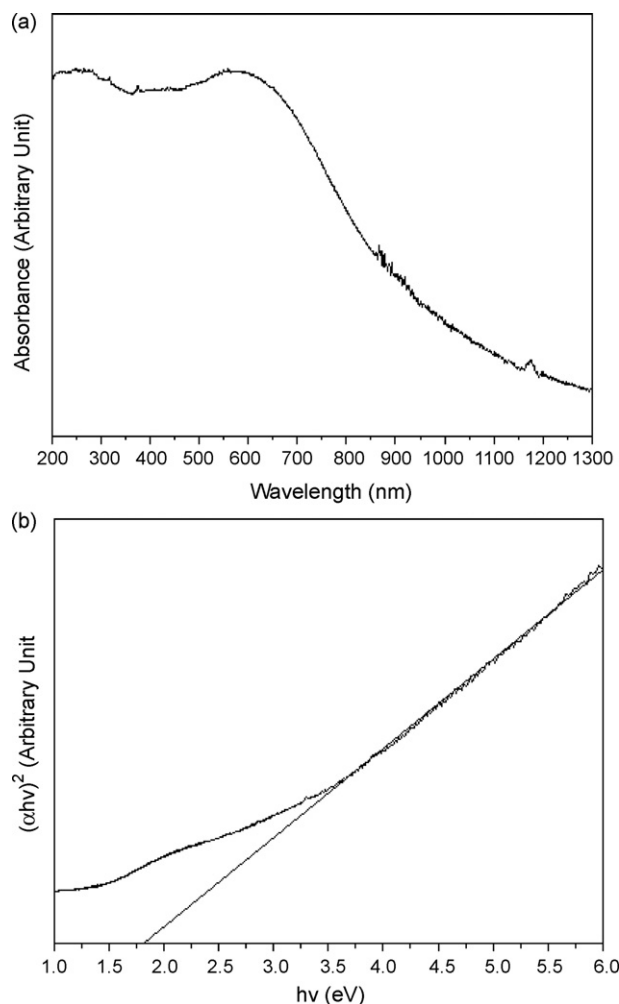 (a)
Absorbance (Arbitrary Unit)
200 300 400 500 600 700 800 900 1000 1100 1200 1300
Wavelength (nm)
(b)
(αhν)² (Arbitrary Unit
1.0 1.5 2.0 2.5 3.0 3.5 4.0 4.5 5.0 5.5 6.0
hν (eV)